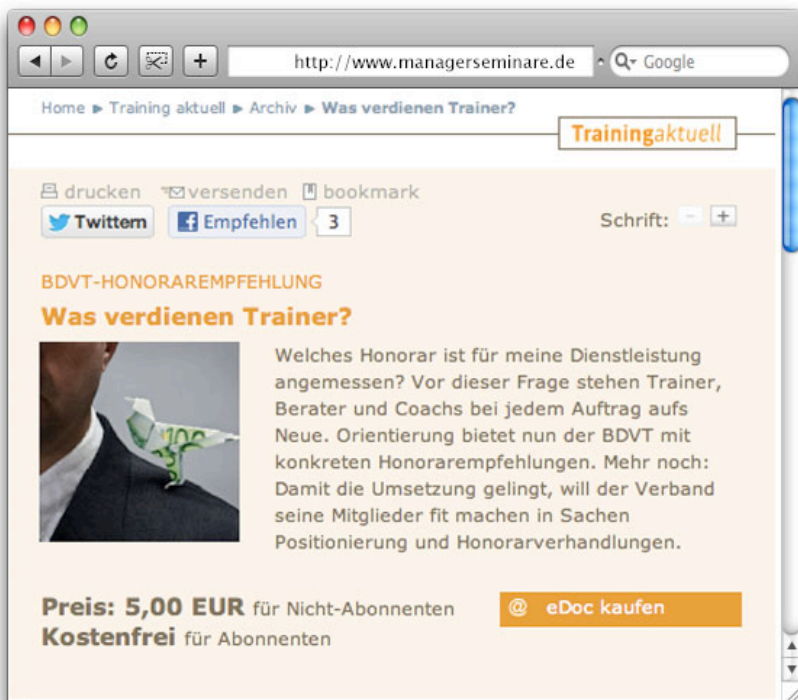 http://www.managerseminare.de
Google
Home ▶ Training aktuell ▶ Archiv ▶ Was verdienen Trainer?
Trainingaktuell
drucken versenden bookmark
Twittern Empfehlen 3
Schrift: - +
BDVT-HONORAREMPFEHLUNG
Was verdienen Trainer?
Welches Honorar ist für meine Dienstleistung
angemessen? Vor dieser Frage stehen Trainer,
Berater und Coachs bei jedem Auftrag aufs
Neue. Orientierung bietet nun der BDVT mit
konkreten Honorarempfehlungen. Mehr noch:
Damit die Umsetzung gelingt, will der Verband
seine Mitglieder fit machen in Sachen
Positionierung und Honorarverhandlungen.
100
Preis: 5,00 EUR für Nicht-Abonnenten
@ eDoc kaufen
Kostenfrei für Abonnenten